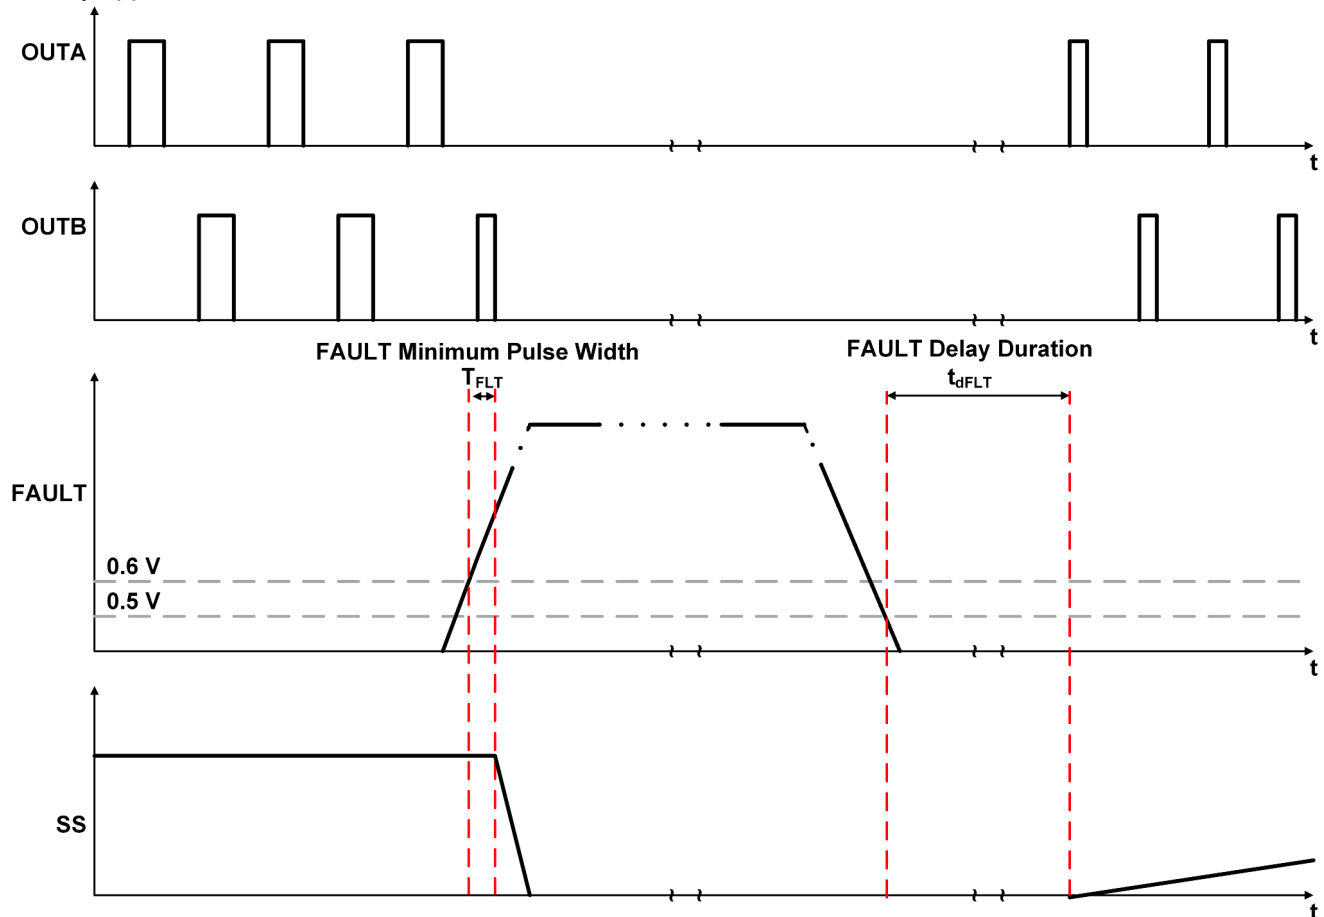 OUTA
t
OUTB
t
FAULT Minimum Pulse Width
FAULT Delay Duration
TFLT
tdFLT
FAULT
0.6 V
0.5 V
t
SS
t